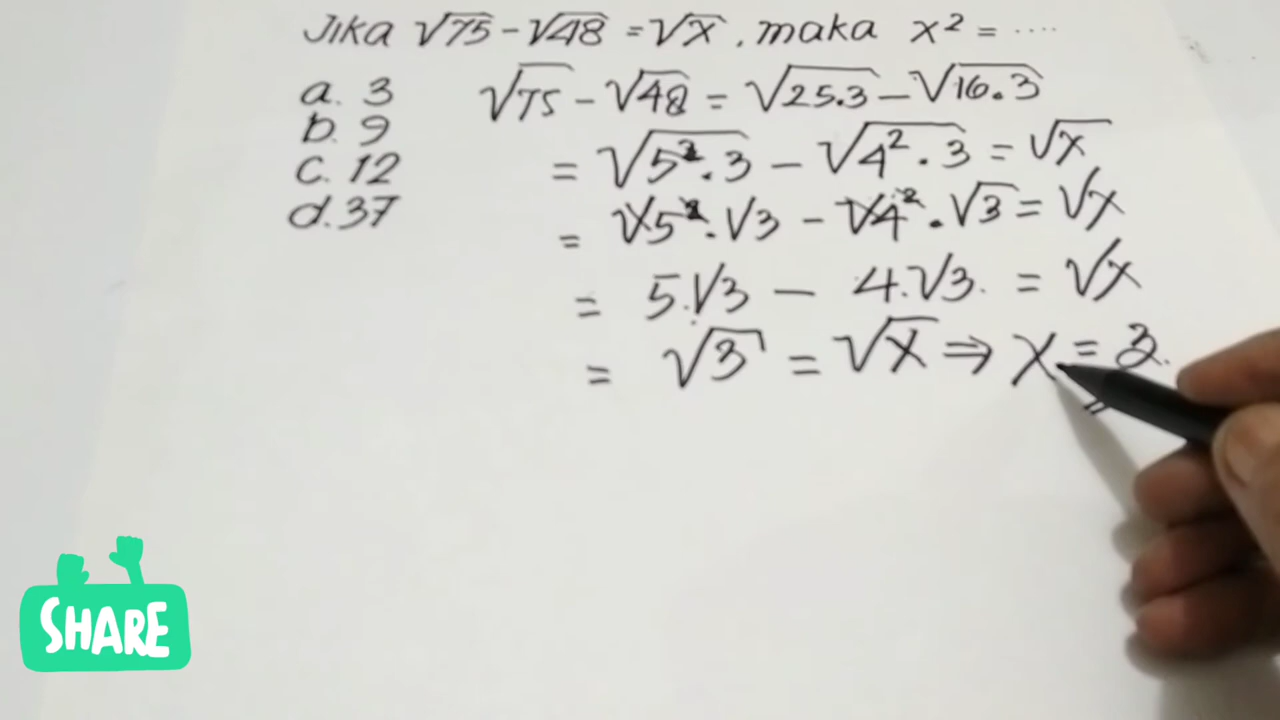 Jika √75 - √48 = √x, maka x² = ....
a. 3
b. 9
c. 12
d. 37
√75 - √48 = √25.3 - √16.3
= √5².3 - √4².3 = √x
= √5².√3 - √4².√3 = √x
= 5.√3 - 4.√3. = √x
= √3 = √x ⇒ x = 3.
SHARE